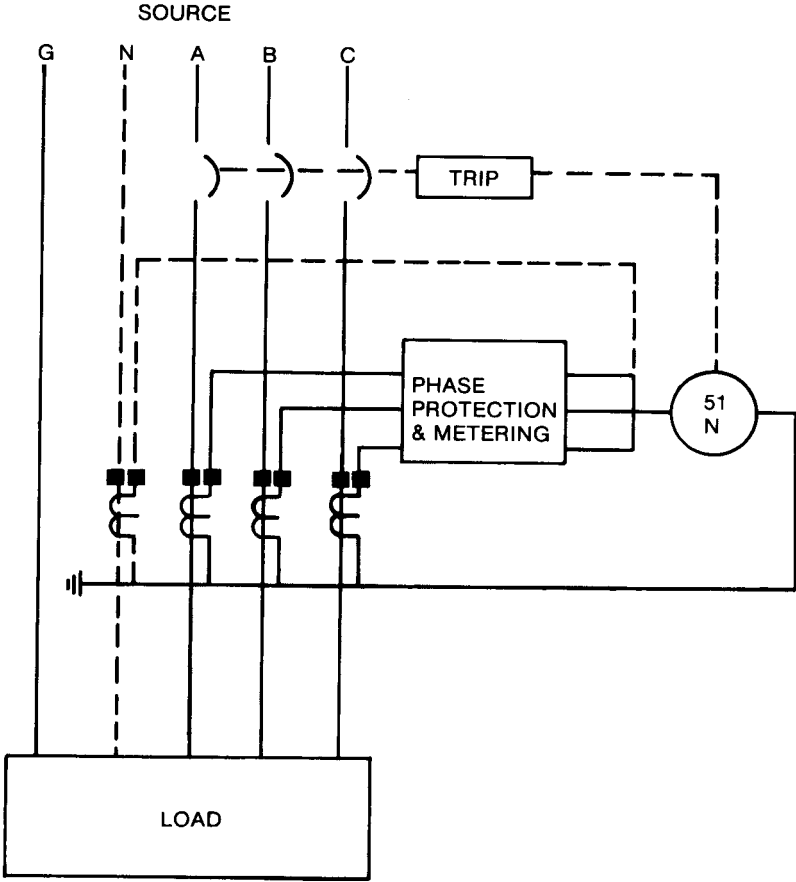 SOURCE
G N A B C
TRIP
PHASE
PROTECTION
& METERING
51
N
LOAD